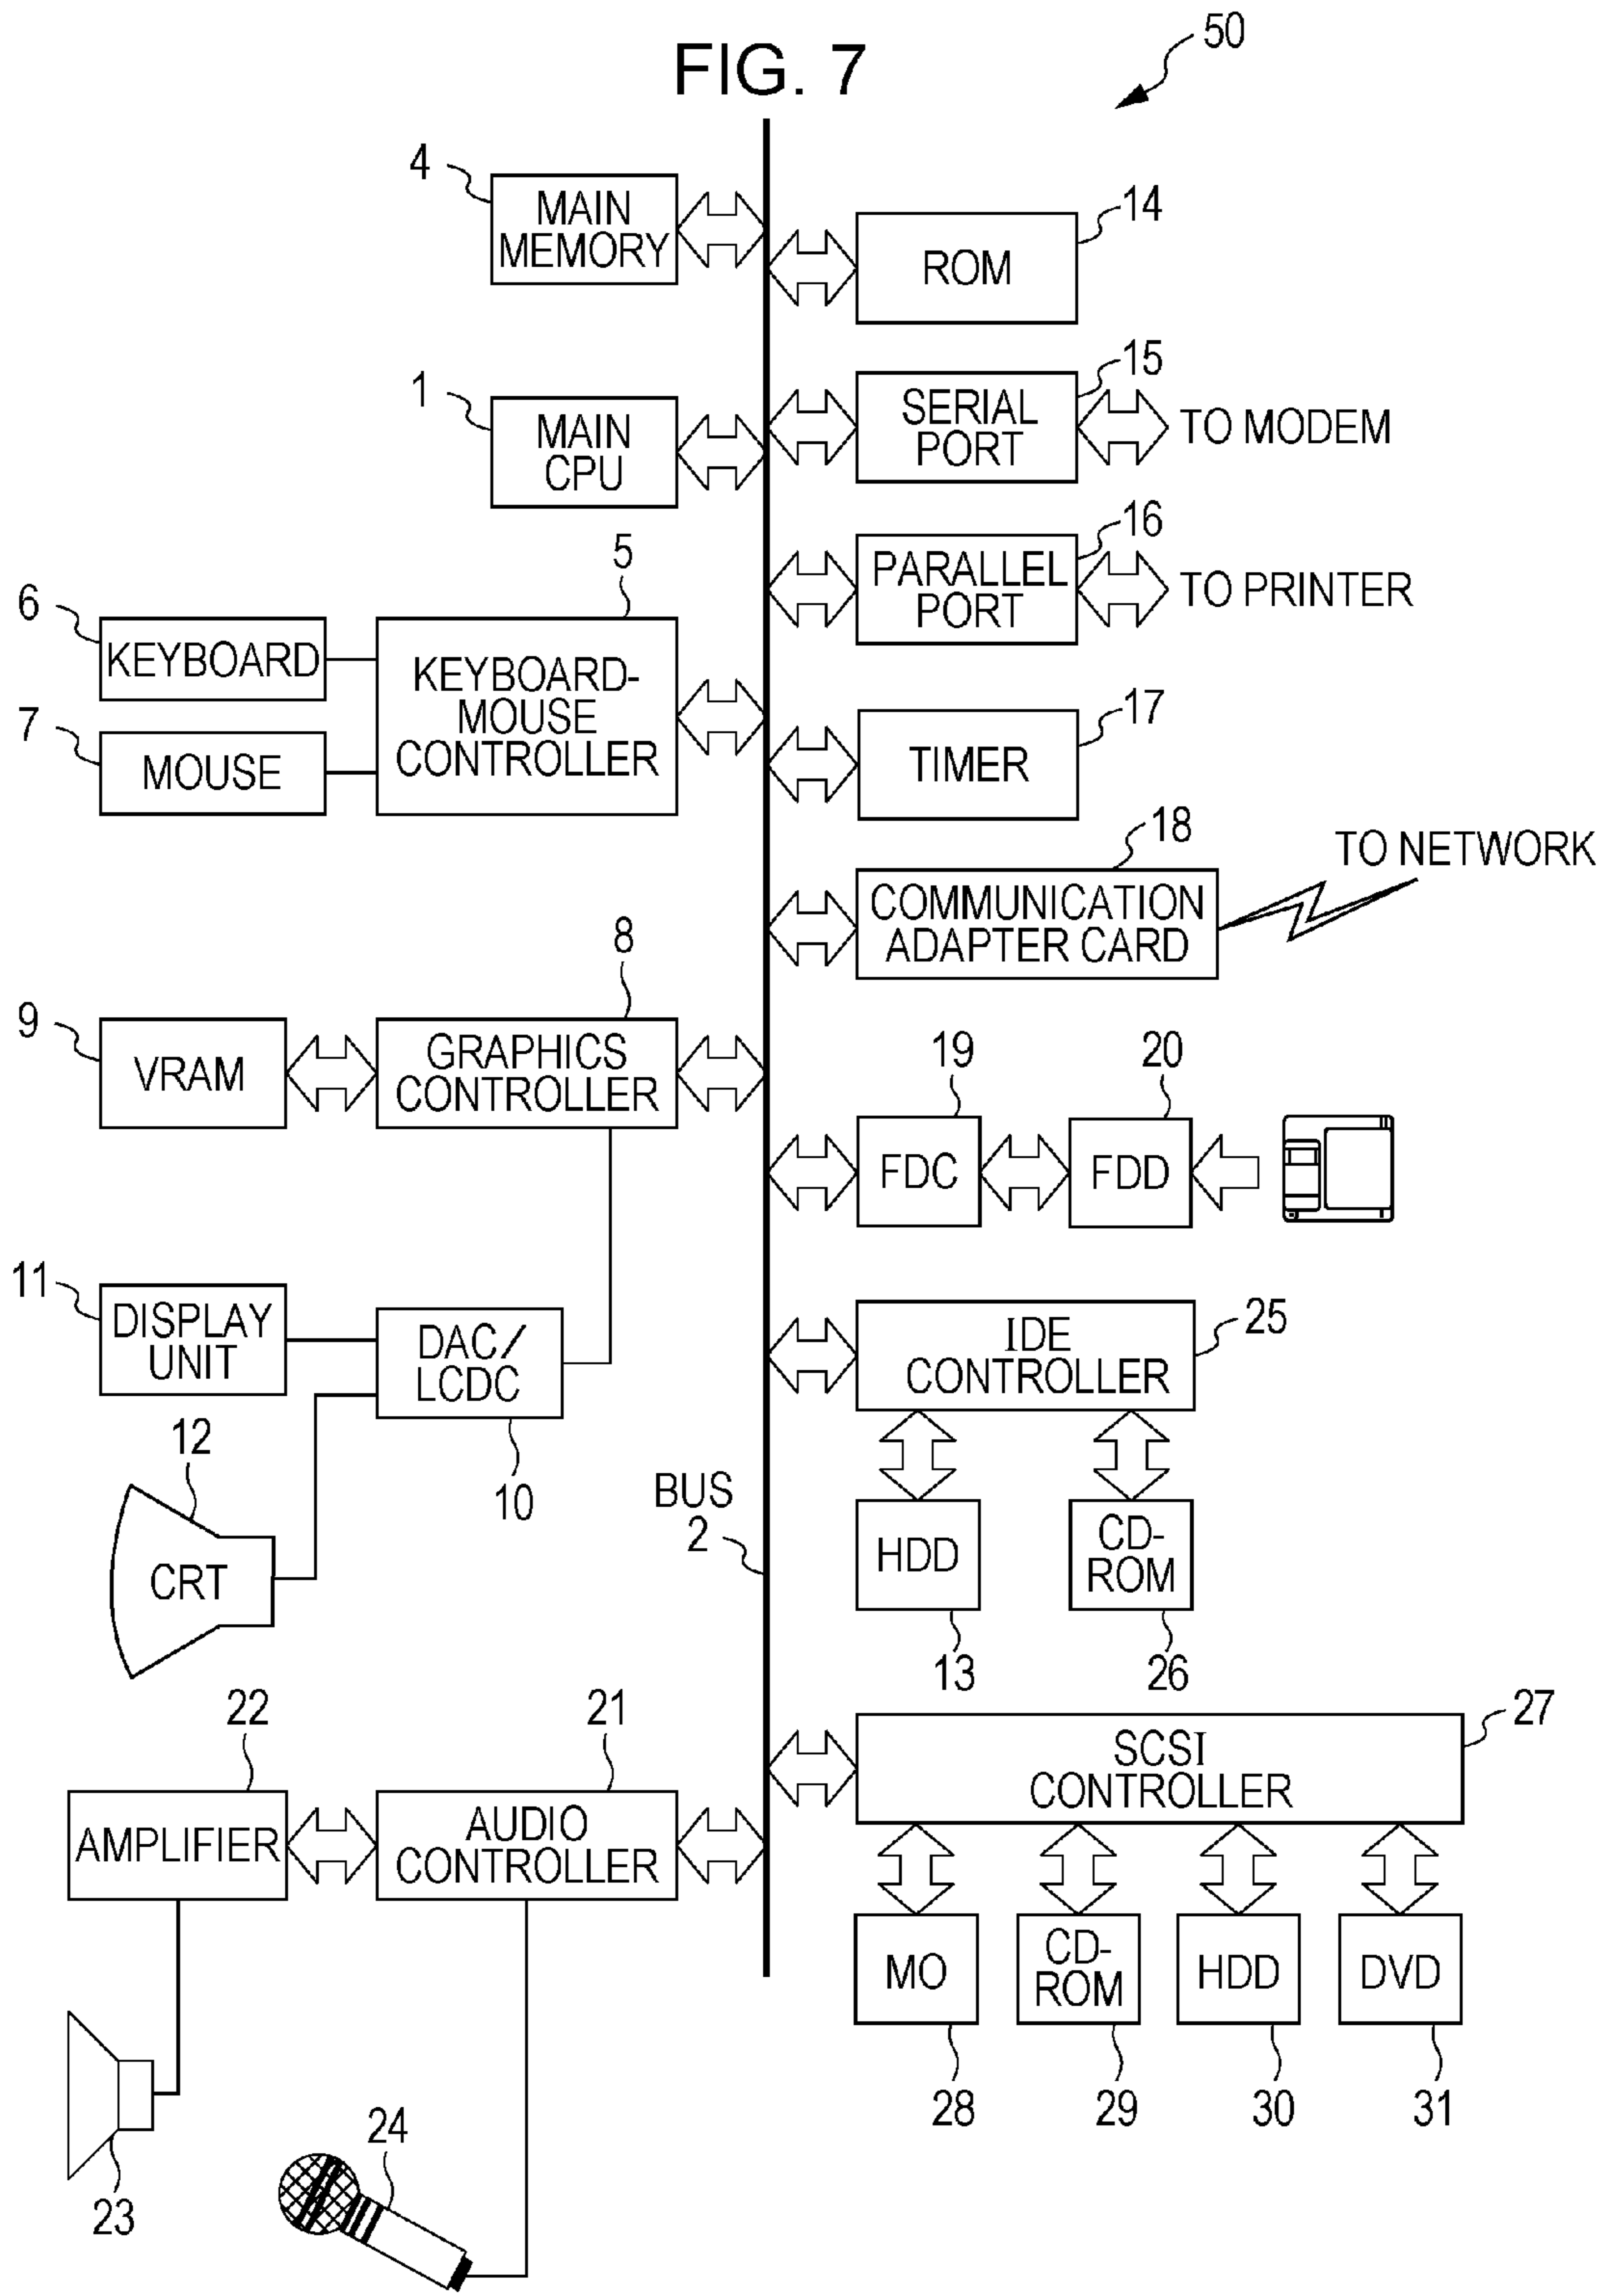 FIG. 7
50
4
MAIN
MEMORY
14
ROM
1
MAIN
CPU
15
SERIAL
PORT
TO MODEM
16
PARALLEL
PORT
TO PRINTER
5
6
KEYBOARD
KEYBOARD-
MOUSE
CONTROLLER
7
MOUSE
17
TIMER
18
COMMUNICATION
ADAPTER CARD
TO NETWORK
8
9
VRAM
GRAPHICS
CONTROLLER
19
FDC
20
FDD
11
DISPLAY
UNIT
DAC/
LCDC
10
12
CRT
25
IDE
CONTROLLER
BUS
2
HDD
13
CD-
ROM
26
22
AMPLIFIER
21
AUDIO
CONTROLLER
27
SCSI
CONTROLLER
MO
28
CD-
ROM
29
HDD
30
DVD
31
23
24